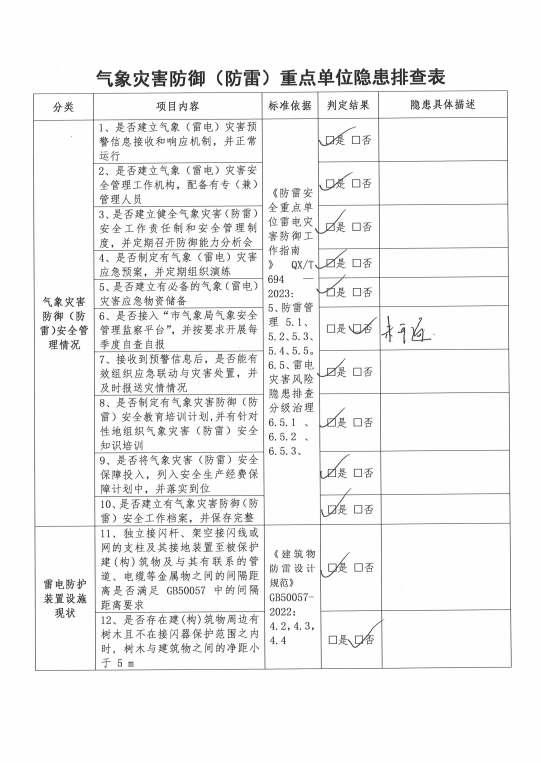 气象灾害防御（防雷）重点单位隐患排查表
分类
项目内容
标准依据
判定结果
隐患具体描述
气象灾害
防御（防
雷)安全管
理情况
1、是否建立气象（雷电）灾害预
警信息接收和响应机制，并正常
运行
□是 □否
2、是否建立气象（雷电）灾害安
全管理工作机构，配备有专（兼）
管理人员
□是 □否
3、是否建立健全气象灾害（防雷）
安全工作责任制和安全管理制
度，并定期召开防御能力分析会
□是 □否
4、是否制定有气象（雷电）灾害
应急预案，并定期组织演练
□是 □否
5、是否建立有必备的气象（雷电）
灾害应急物资储备
□是 □否
6、是否接入“市气象局气象安全
管理监察平台”，并按要求开展每
季度自查自报
□是 □否
7、接收到预警信息后，是否能有
效组织应急联动与灾害处置，并
及时报送灾情情况
□是 □否
8、是否制定有气象灾害防御（防
雷）安全教育培训计划,并有针对
性地组织气象灾害（防雷）安全
知识培训
□是 □否
9、是否将气象灾害（防雷）安全
保障投入，列入安全生产经费保
障计划中，并落实到位
□是 □否
10、是否建立有气象灾害防御(防
雷）安全工作档案，并保存完整
□是 □否
《防雷安
全重点单
位雷电灾
害防御工
作指南
》 QX/T
694 —
2023:
5、防雷管
理 5.1、
5.2、5.3、
5.4、5.5。
6.5、雷电
灾害风险
隐患排查
分级治理
6.5.1 、
6.5.2 、
6.5.3、
雷电防护
装置设施
现状
11、独立接闪杆、架空接闪线或
网的支柱及其接地装置至被保护
建(构)筑物及与其有联系的管
道、电缆等金属物之间的间隔距
离是否满足 GB50057 中的间隔
距离要求
□是 □否
12、是否存在建(构)筑物周边有
树木且不在接闪器保护范围之内
时，树木与建筑物之间的净距小
于 5 m
□是 □否
《建筑物
防雷设计
规范》
GB50057-
2022:
4.2, 4.3,
4.4